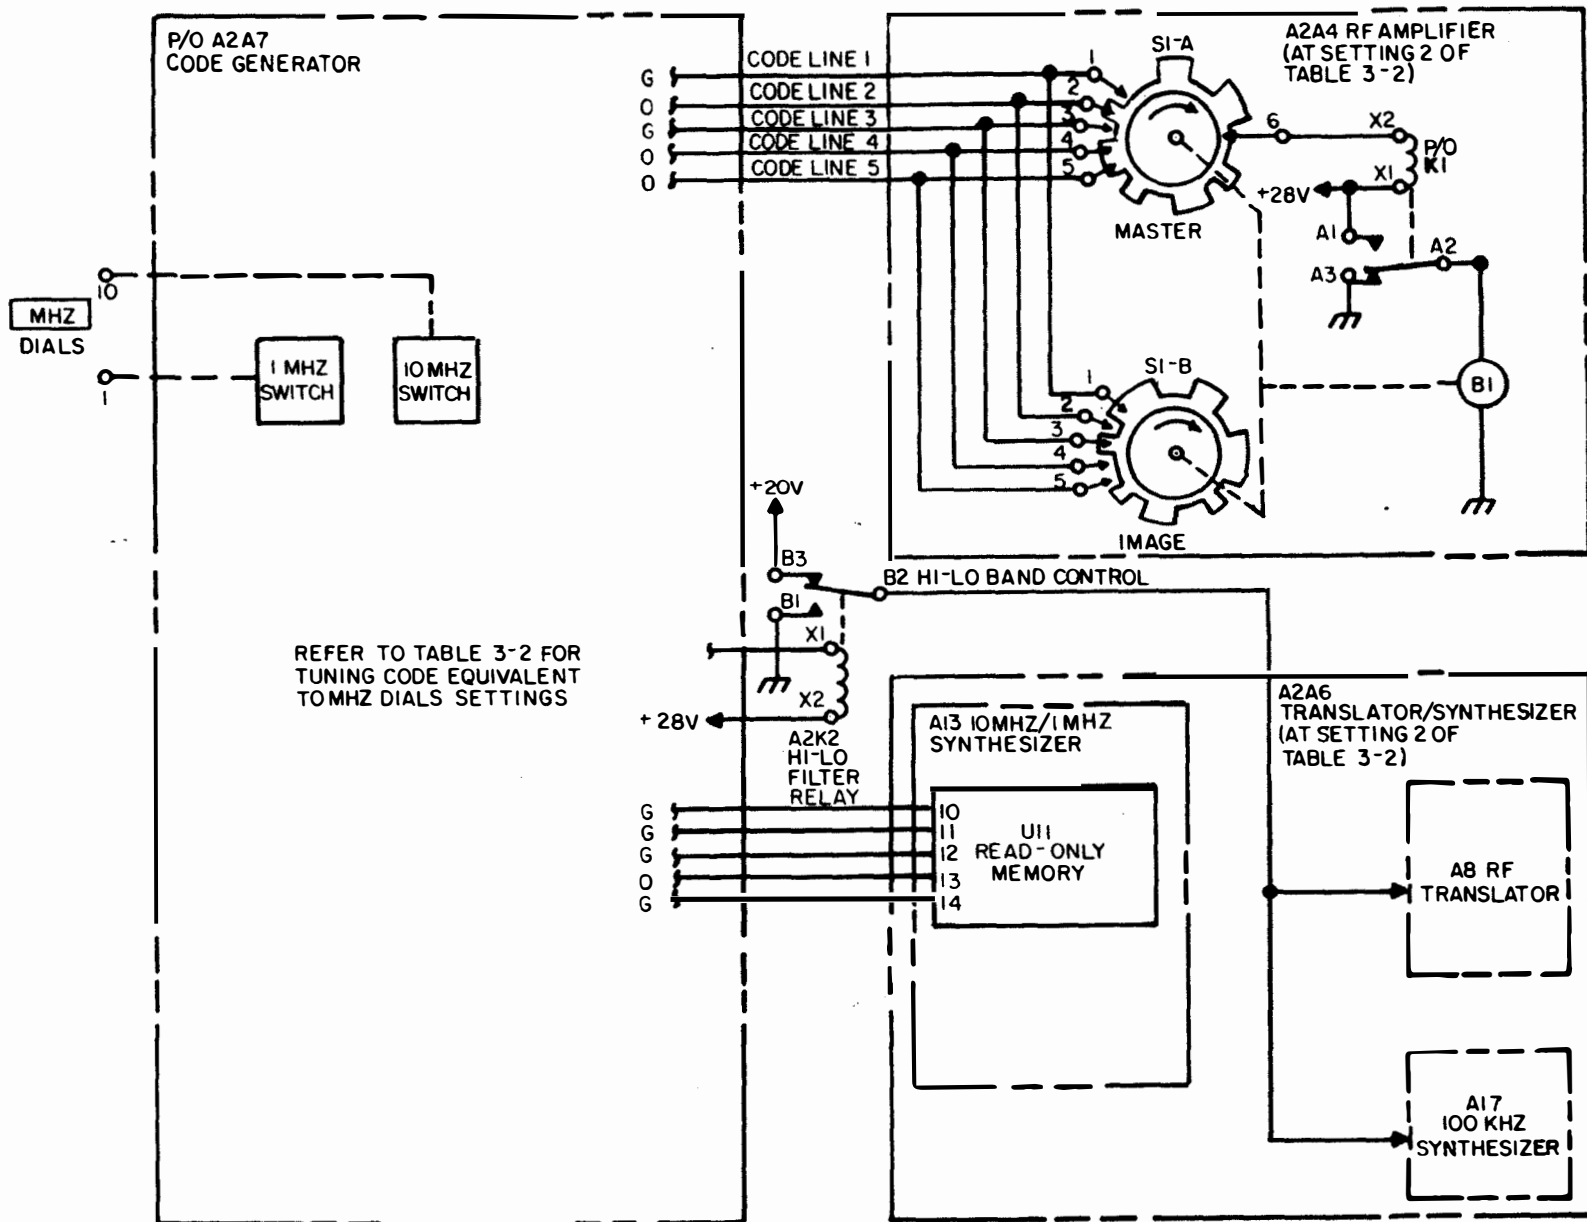 P/O A2A7
CODE GENERATOR
G
O
G
O
O
CODE LINE 1
CODE LINE 2
CODE LINE 3
CODE LINE 4
CODE LINE 5
1
2
3
4
5
S1-A
MASTER
A2A4 RF AMPLIFIER
(AT SETTING 2 OF
TABLE 3-2)
6
X2
P/O
K1
X1
+28V
A1
A2
A3
B1
10
MHZ
DIALS
1
1 MHZ
SWITCH
10 MHZ
SWITCH
S1-B
1
2
3
4
5
IMAGE
+20V
B3
B1
B2 HI-LO BAND CONTROL
X1
X2
+28V
A2K2
HI-LO
FILTER
RELAY
REFER TO TABLE 3-2 FOR
TUNING CODE EQUIVALENT
TO MHZ DIALS SETTINGS
G
G
G
O
G
A13 10MHZ/1MHZ
SYNTHESIZER
10
11
12
13
14
U11
READ-ONLY
MEMORY
A2A6
TRANSLATOR/SYNTHESIZER
(AT SETTING 2 OF
TABLE 3-2)
A8 RF
TRANSLATOR
A17
100 KHZ
SYNTHESIZER